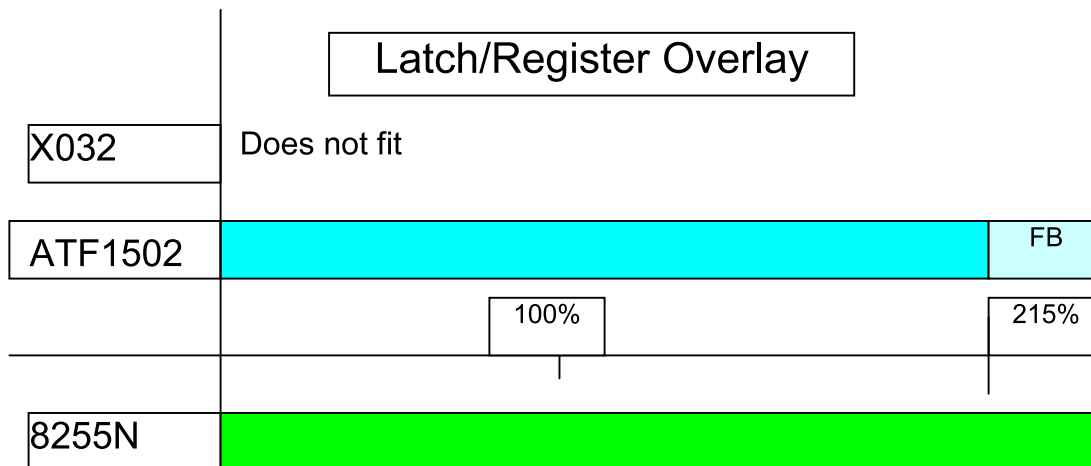 Latch/Register Overlay
X032
Does not fit
ATF1502
FB
100%
215%
8255N